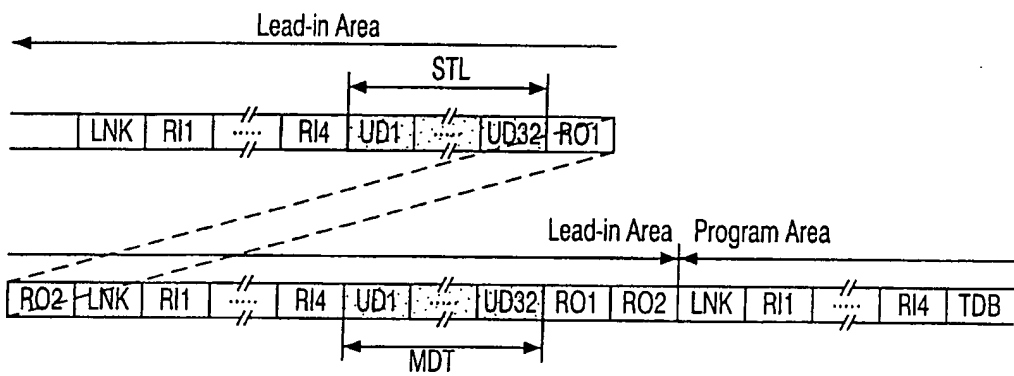 Lead-in Area
STL
LNK RI1 ..... RI4 UD1 ..... UD32 RO1
Lead-in Area Program Area
RO2 LNK RI1 ..... RI4 UD1 ..... UD32 RO1 RO2 LNK RI1 ..... RI4 TDB
MDT